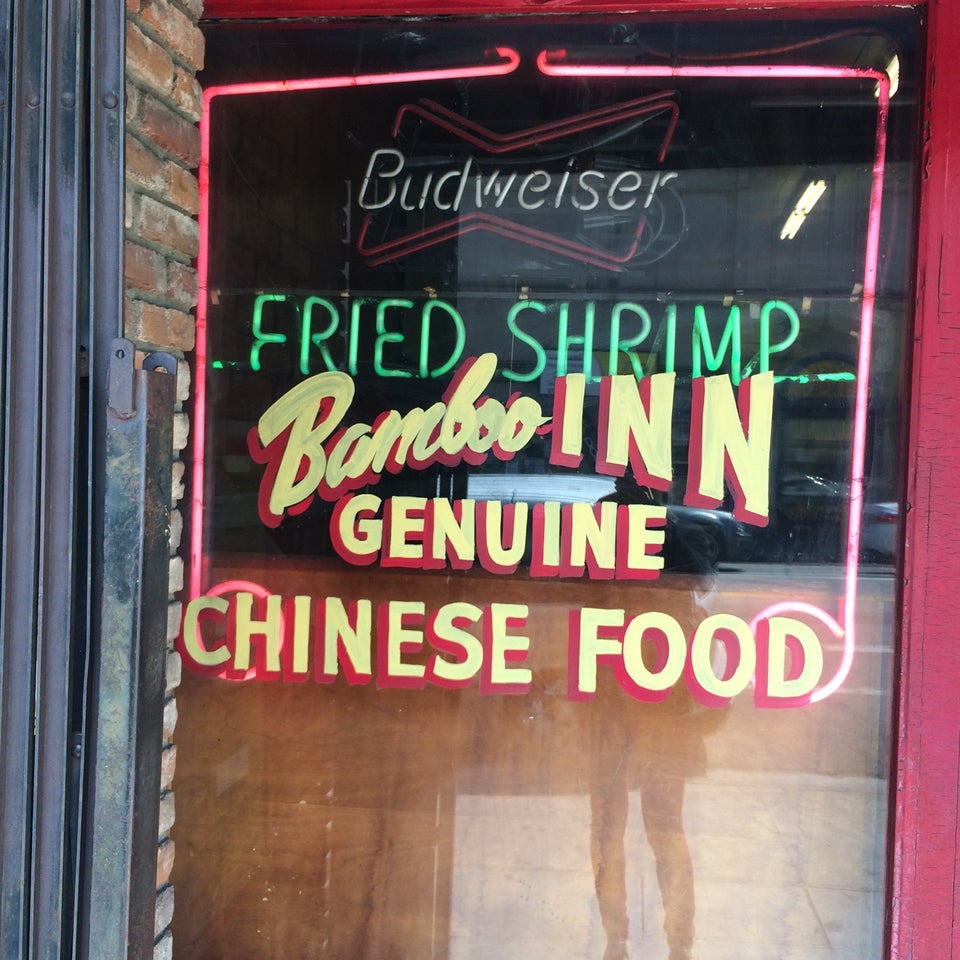 Budweiser
FRIED SHRIMP
Bamboo INN
GENUINE
CHINESE FOOD